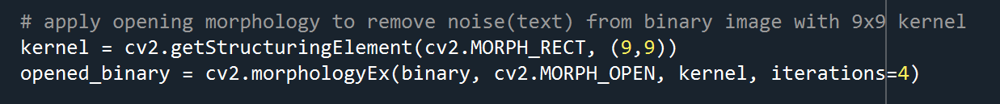 # apply opening morphology to remove noise(text) from binary image with 9x9 kernel
kernel = cv2.getStructuringElement(cv2.MORPH_RECT, (9,9))
opened_binary = cv2.morphologyEx(binary, cv2.MORPH_OPEN, kernel, iterations=4)